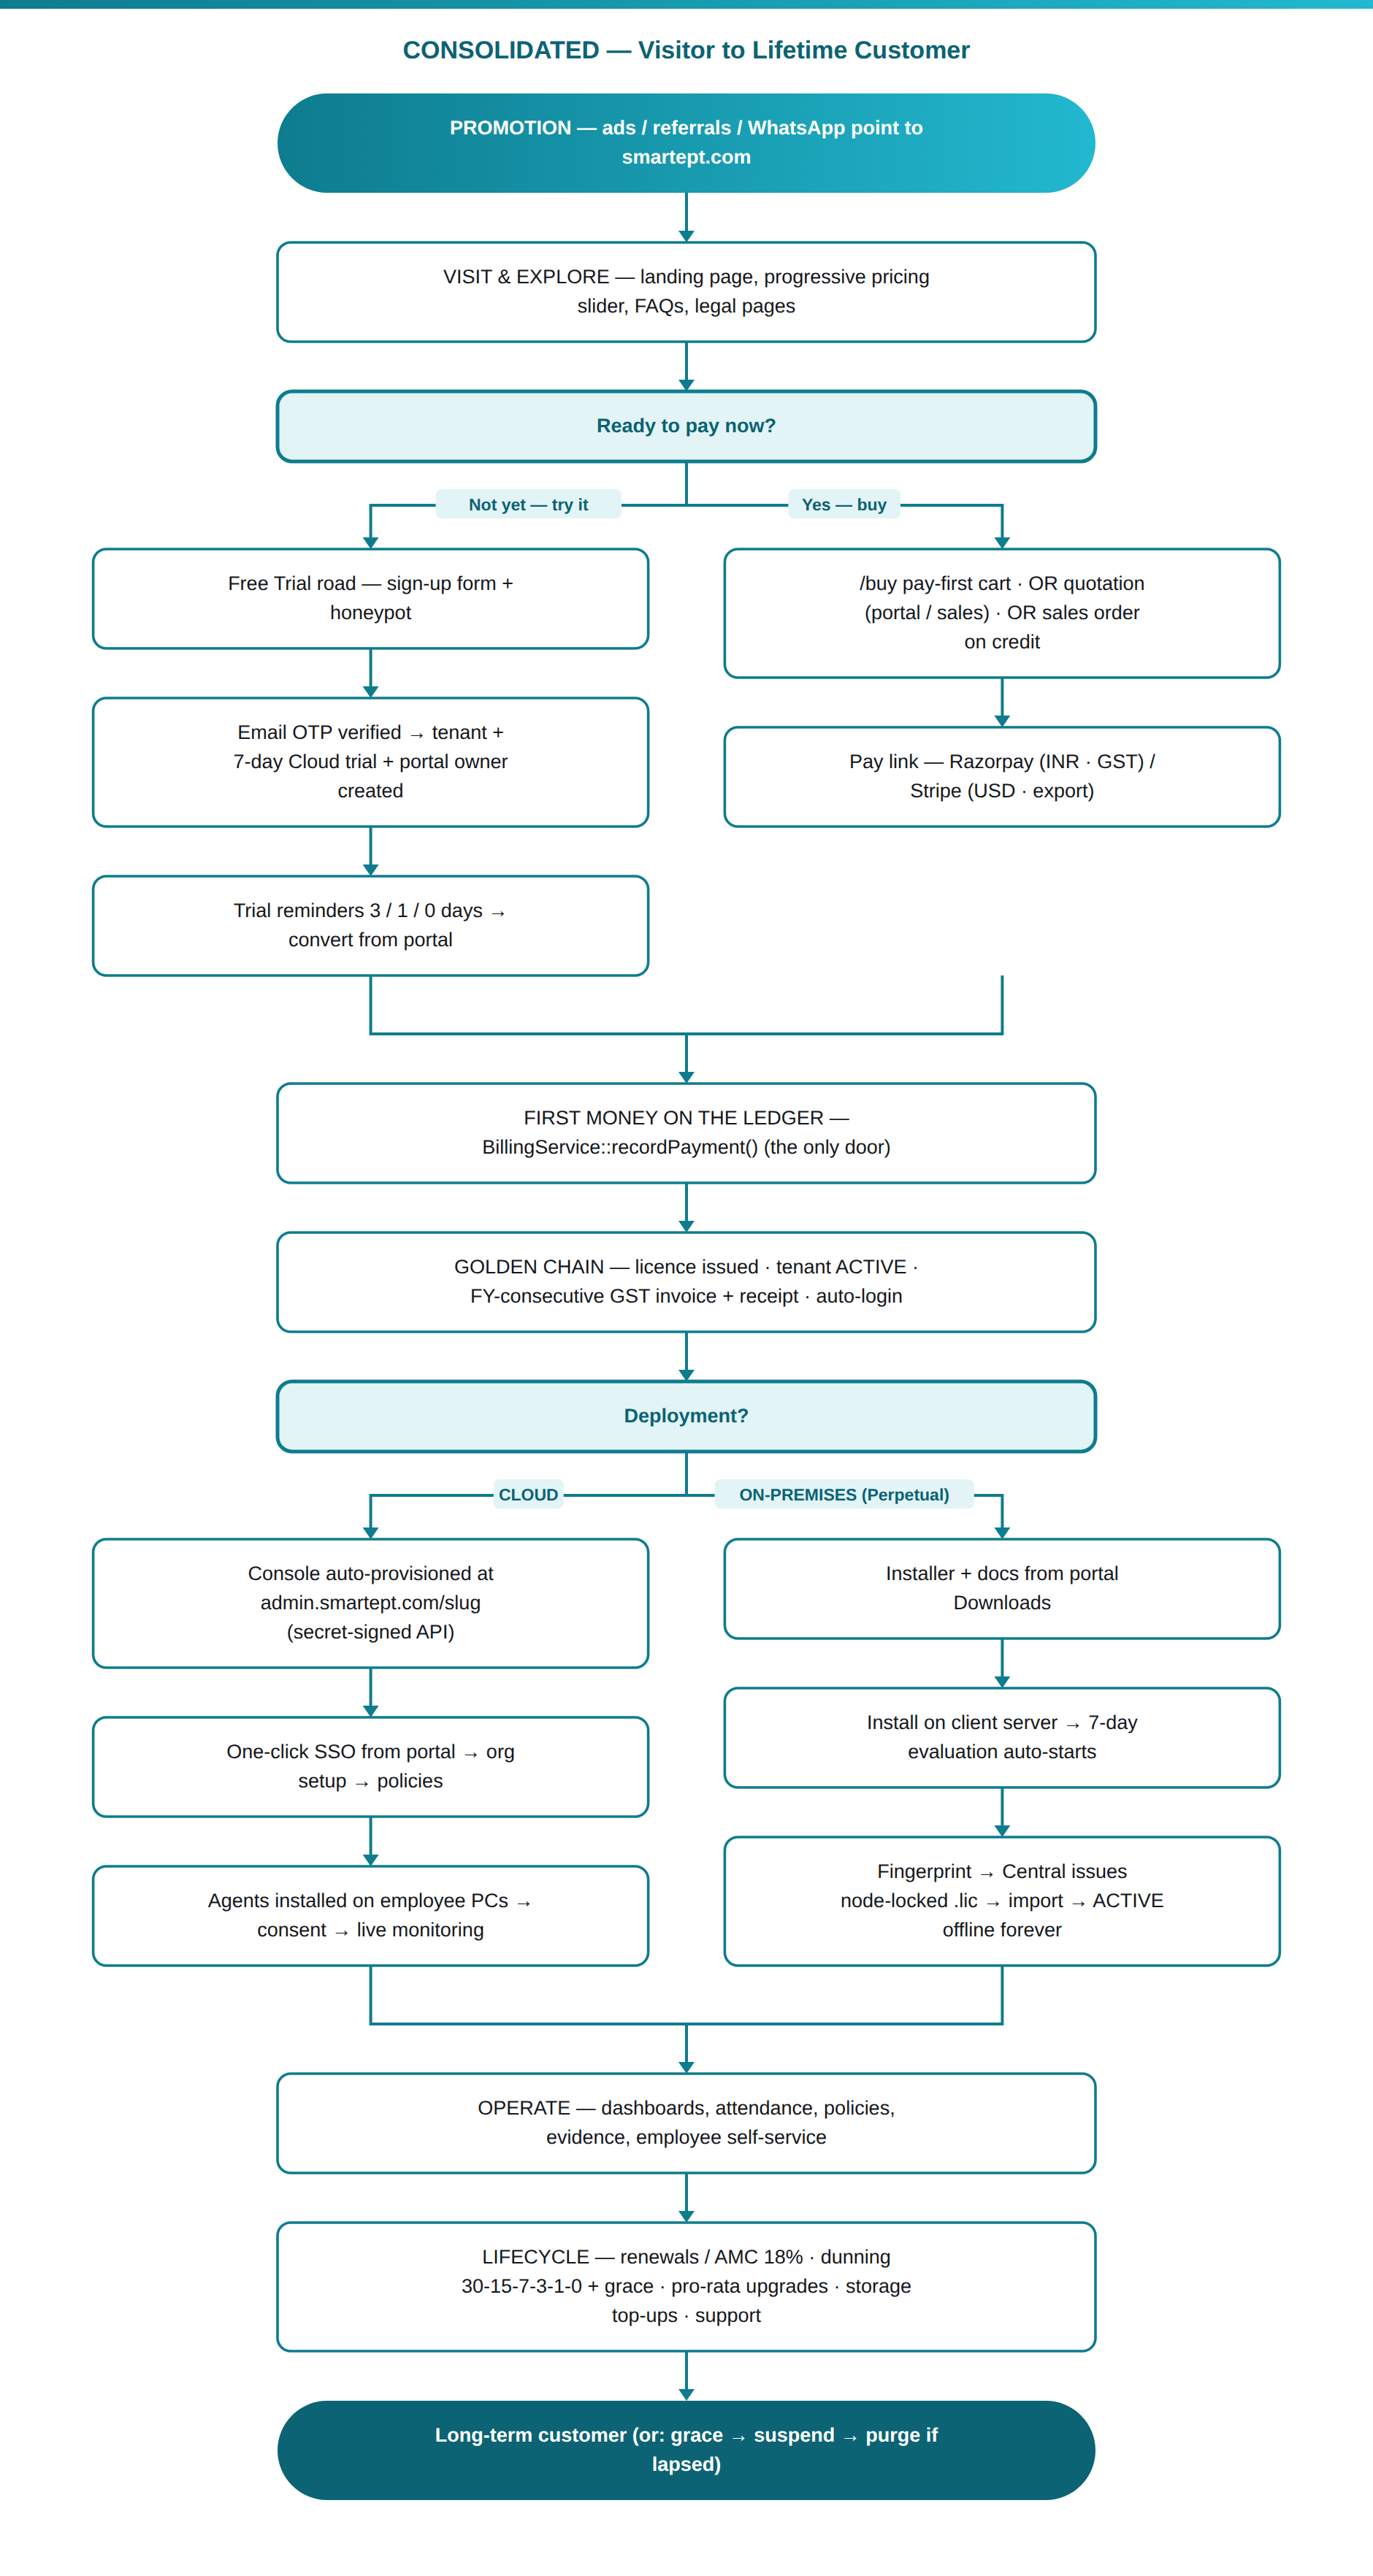 CONSOLIDATED — Visitor to Lifetime Customer
PROMOTION — ads / referrals / WhatsApp point to
smartept.com
VISIT & EXPLORE — landing page, progressive pricing
slider, FAQs, legal pages
Ready to pay now?
Not yet — try it
Yes — buy
Free Trial road — sign-up form +
honeypot
Email OTP verified → tenant +
7-day Cloud trial + portal owner
created
Trial reminders 3 / 1 / 0 days →
convert from portal
/buy pay-first cart · OR quotation
(portal / sales) · OR sales order
on credit
Pay link — Razorpay (INR · GST) /
Stripe (USD · export)
FIRST MONEY ON THE LEDGER —
BillingService::recordPayment() (the only door)
GOLDEN CHAIN — licence issued · tenant ACTIVE ·
FY-consecutive GST invoice + receipt · auto-login
Deployment?
CLOUD
ON-PREMISES (Perpetual)
Console auto-provisioned at
admin.smartept.com/slug
(secret-signed API)
One-click SSO from portal → org
setup → policies
Agents installed on employee PCs →
consent → live monitoring
Installer + docs from portal
Downloads
Install on client server → 7-day
evaluation auto-starts
Fingerprint → Central issues
node-locked .lic → import → ACTIVE
offline forever
OPERATE — dashboards, attendance, policies,
evidence, employee self-service
LIFECYCLE — renewals / AMC 18% · dunning
30-15-7-3-1-0 + grace · pro-rata upgrades · storage
top-ups · support
Long-term customer (or: grace → suspend → purge if
lapsed)